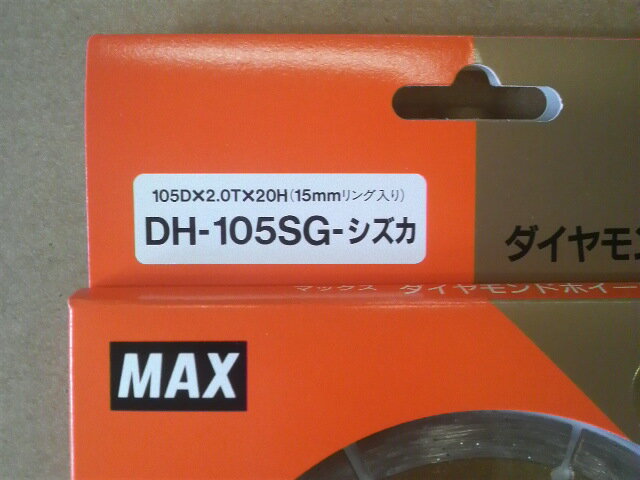 105D×2.0T×20H(15mmリング入り)
DH-105SG-シズカ
ダイヤモン
マックス ダイヤモンドホイー
MAX